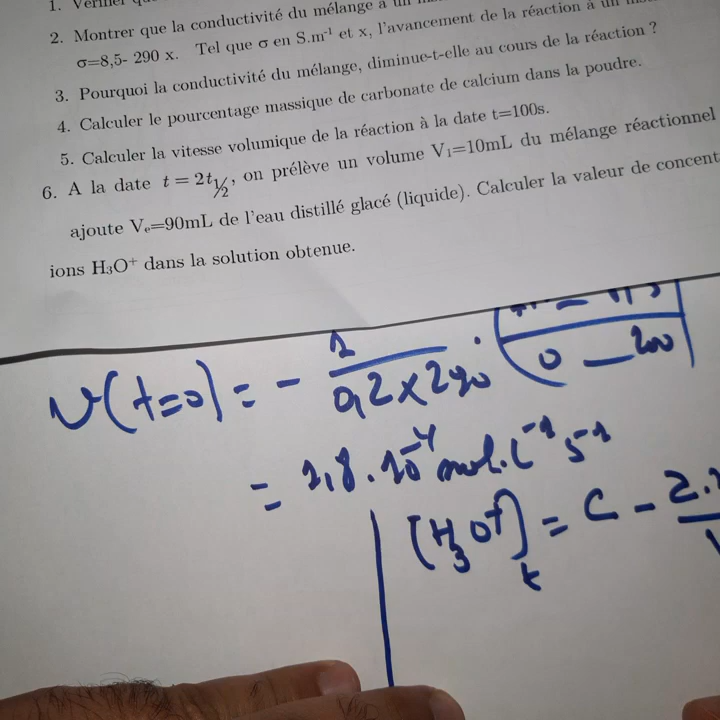 1. Vérifier
2. Montrer que la conductivité du mélange à un
σ=8,5- 290 x. Tel que σ en S.m⁻¹ et x, l'avancement de la réaction à un
3. Pourquoi la conductivité du mélange, diminue-t-elle au cours de la réaction ?
4. Calculer le pourcentage massique de carbonate de calcium dans la poudre.
5. Calculer la vitesse volumique de la réaction à la date t=100s.
6. A la date t = 2t₁/₂, on prélève un volume V₁=10mL du mélange réactionnel
ajoute Vₑ=90mL de l'eau distillé glacé (liquide). Calculer la valeur de concent
ions H₃O⁺ dans la solution obtenue.
v(t=0) = - 1 / 0,2 x 290 . ( / 0 - 200 )
= 1,8 . 10⁻⁴ mol.L⁻¹ s⁻¹
[H₃O⁺]t = C - 2.